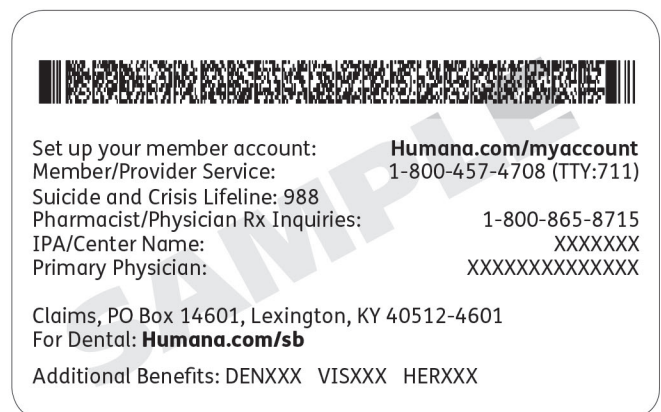 Set up your member account: Humana.com/myaccount
Member/Provider Service: 1-800-457-4708 (TTY:711)
Suicide and Crisis Lifeline: 988
Pharmacist/Physician Rx Inquiries: 1-800-865-8715
IPA/Center Name: XXXXXXX
Primary Physician: XXXXXXXXXXXXXX
Claims, PO Box 14601, Lexington, KY 40512-4601
For Dental: Humana.com/sb
Additional Benefits: DENXXX VISXXX HERXXX
SAMPLE